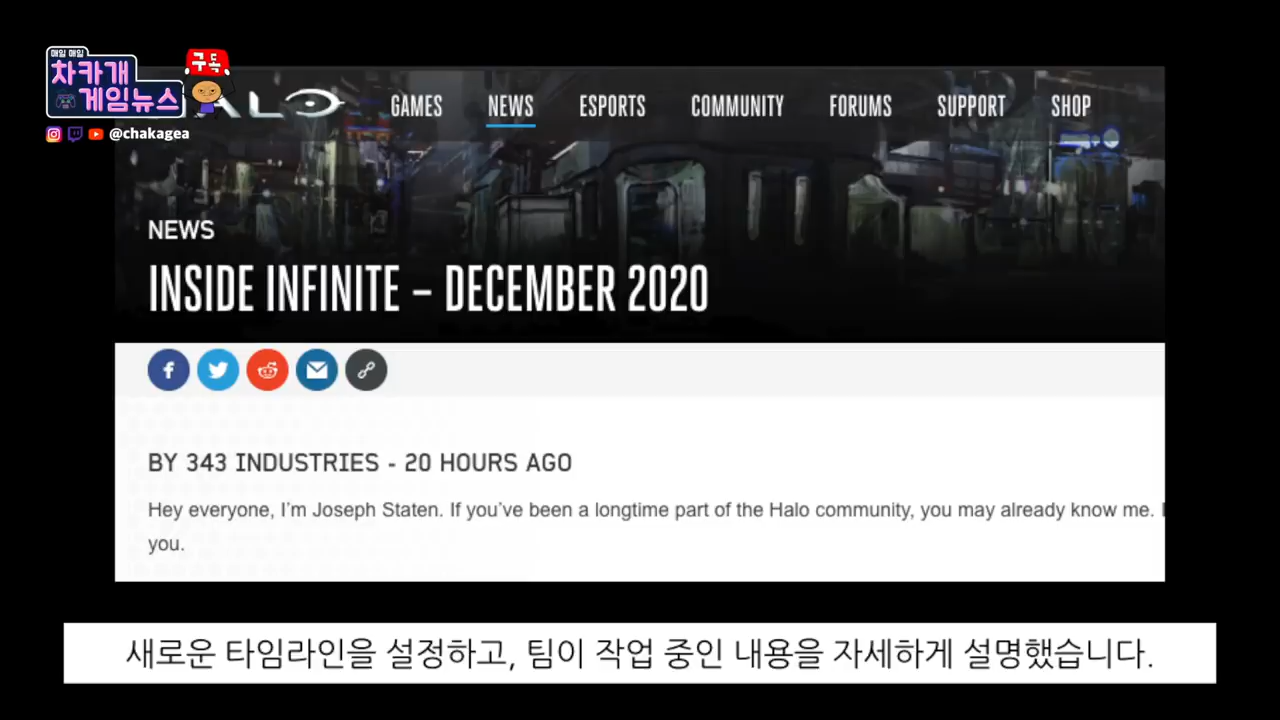 매일 매일
차카개
게임뉴스
구독
@chakagea
HALO
GAMES NEWS ESPORTS COMMUNITY FORUMS SUPPORT SHOP
NEWS
INSIDE INFINITE – DECEMBER 2020
BY 343 INDUSTRIES - 20 HOURS AGO
Hey everyone, I’m Joseph Staten. If you’ve been a longtime part of the Halo community, you may already know me.
you.
새로운 타임라인을 설정하고, 팀이 작업 중인 내용을 자세하게 설명했습니다.